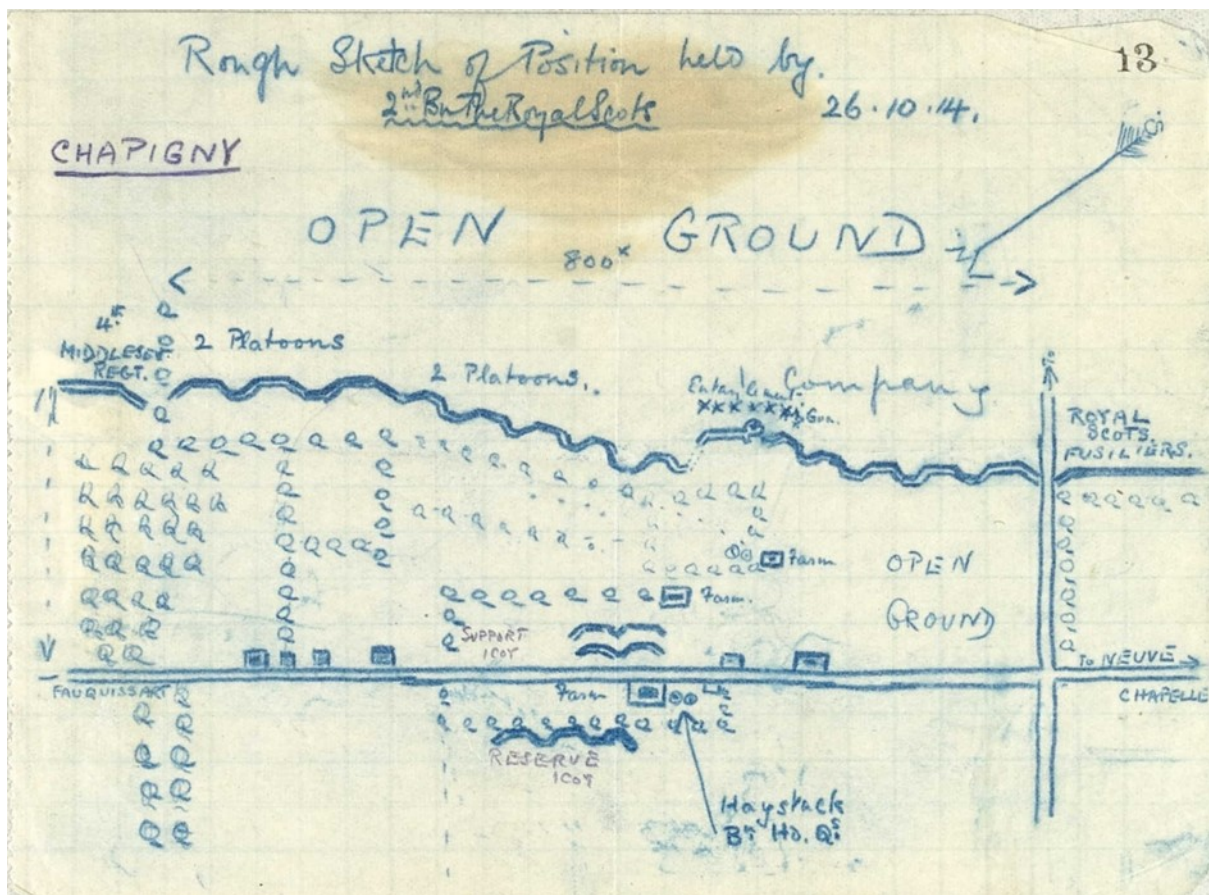 Rough Sketch of Position held by.
13
2nd Bn The Royal Scots
26.10.14.
CHAPIGNY
OPEN GROUND
800x
4th
MIDDLESEX
REGT.
2 Platoons
2 Platoons.
Entanglement
Company
Gun.
To
ROYAL
SCOTS.
FUSILIERS.
Farm
OPEN
GROUND
Farm.
SUPPORT
1 COY
To NEUVE
CHAPELLE
FAUQUISSART
Farm
RESERVE
1 COY
Haystack
Bn HD. Qrs